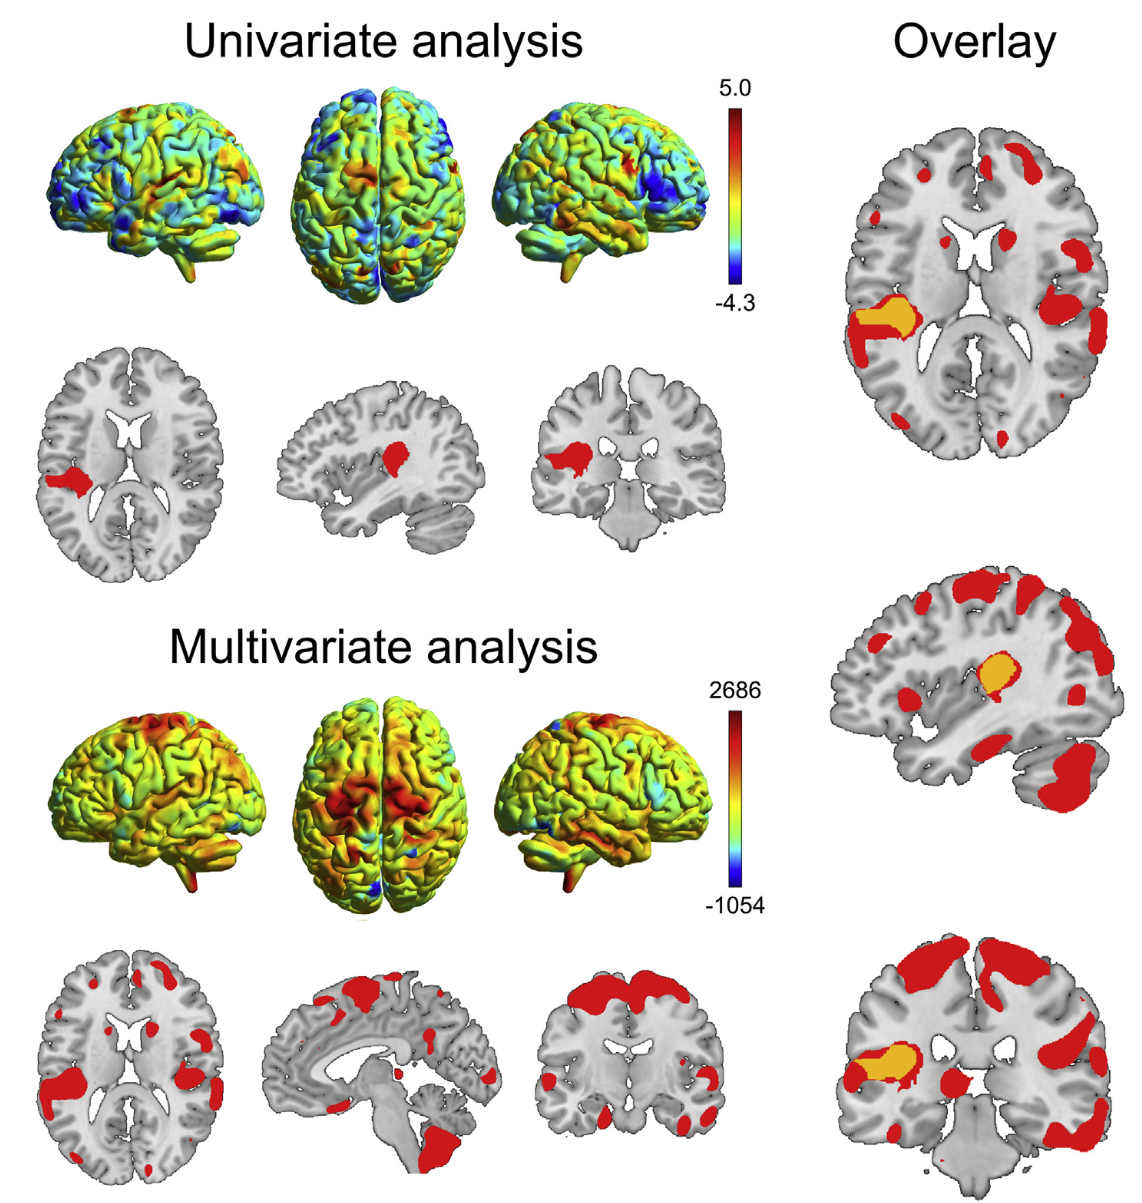 Univariate analysis
Overlay
5.0
-4.3
Multivariate analysis
2686
-1054